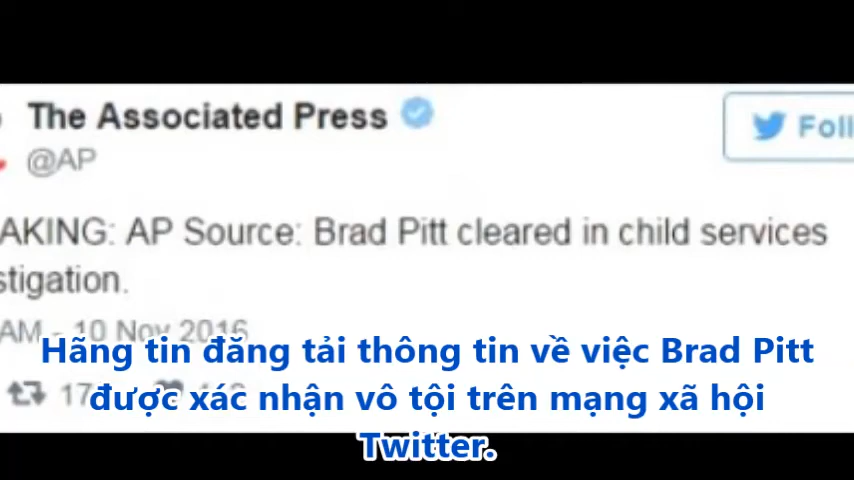 The Associated Press
@AP
Foll
AKING: AP Source: Brad Pitt cleared in child services
stigation.
AM - 10 Nov 2016
Hãng tin đăng tải thông tin về việc Brad Pitt
được xác nhận vô tội trên mạng xã hội
Twitter.